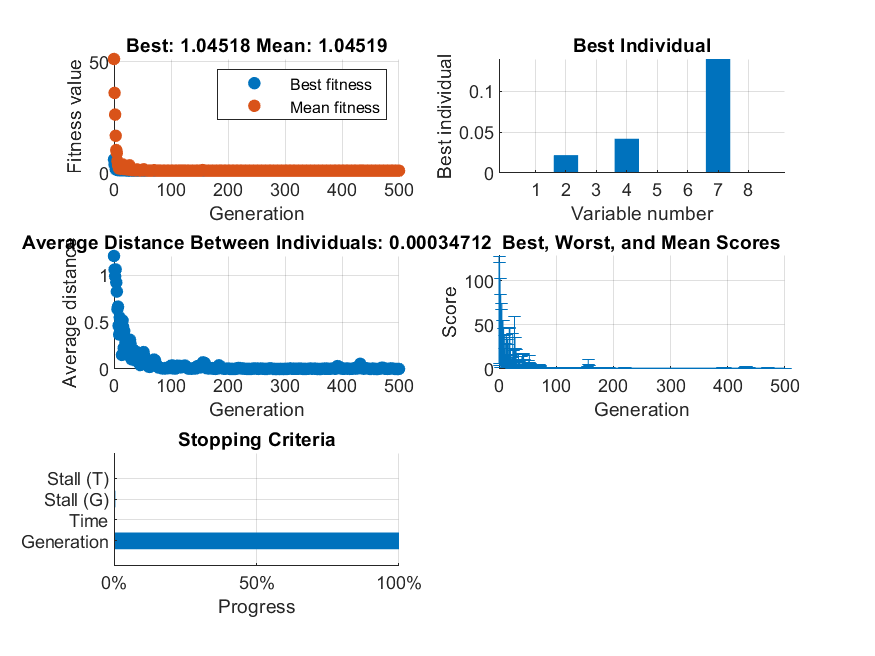 Best: 1.04518 Mean: 1.04519
Fitness value
50
0
Best fitness
Mean fitness
0 100 200 300 400 500
Generation
Best Individual
Best individual
0.1
0.05
0
1 2 3 4 5 6 7 8
Variable number
Average Distance Between Individuals: 0.00034712
Average distance
1
0.5
0
0 100 200 300 400 500
Generation
Best, Worst, and Mean Scores
Score
100
50
0
0 100 200 300 400 500
Generation
Stopping Criteria
Stall (T)
Stall (G)
Time
Generation
0% 50% 100%
Progress